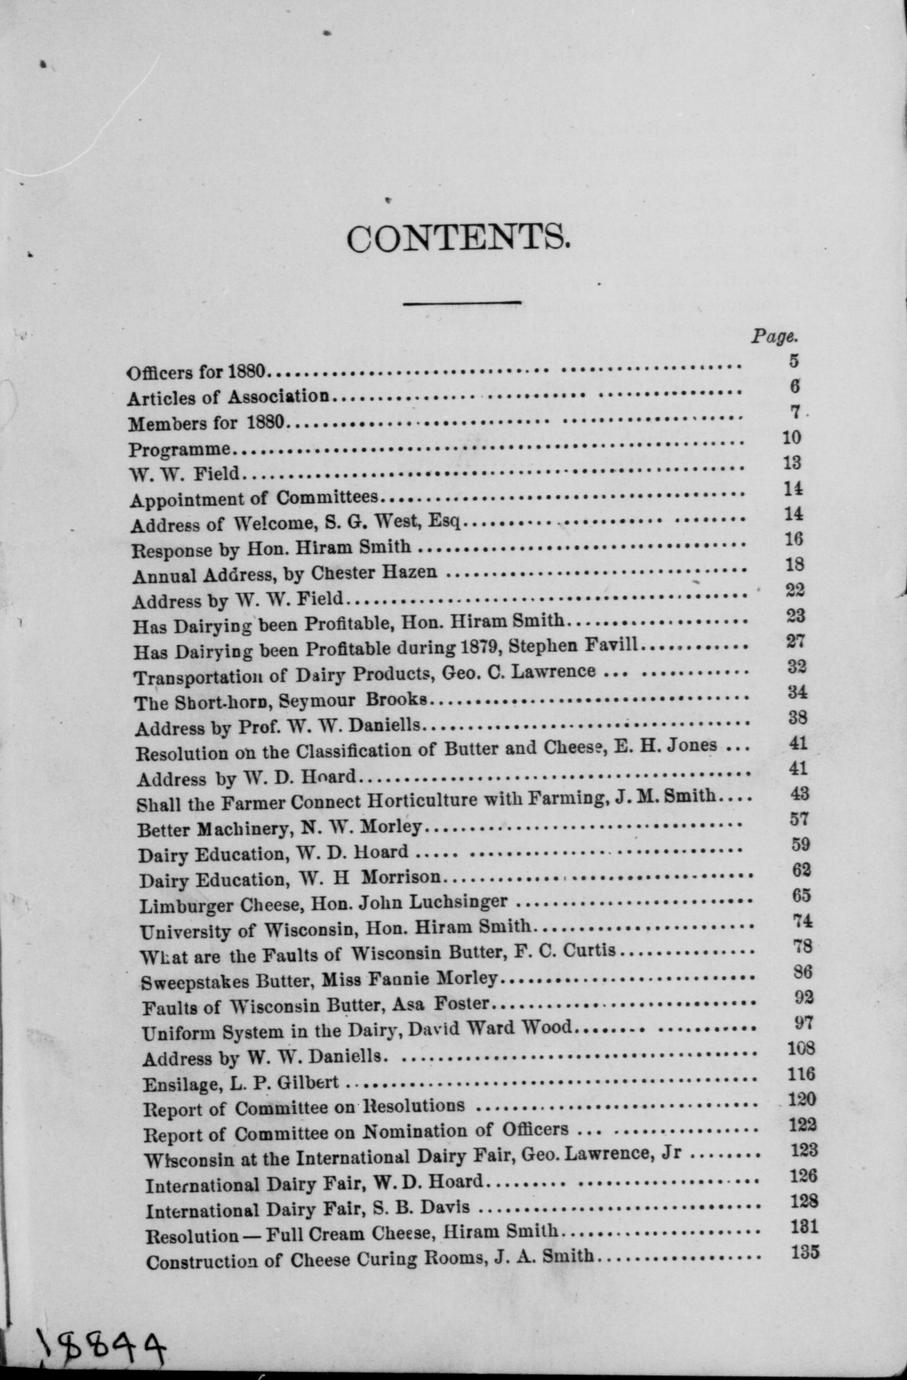 CONTENTS.
Page.
Officers for 1880 5
Articles of Association 6
Members for 1880 7
Programme 10
W. W. Field 13
Appointment of Committees 14
Address of Welcome, S. G. West, Esq 14
Response by Hon. Hiram Smith 16
Annual Address, by Chester Hazen 18
Address by W. W. Field 22
Has Dairying been Profitable, Hon. Hiram Smith 23
Has Dairying been Profitable during 1879, Stephen Favill 27
Transportation of Dairy Products, Geo. C. Lawrence 32
The Short-horn, Seymour Brooks 34
Address by Prof. W. W. Daniells 38
Resolution on the Classification of Butter and Cheese, E. H. Jones 41
Address by W. D. Hoard 41
Shall the Farmer Connect Horticulture with Farming, J. M. Smith 43
Better Machinery, N. W. Morley 57
Dairy Education, W. D. Hoard 59
Dairy Education, W. H Morrison 62
Limburger Cheese, Hon. John Luchsinger 65
University of Wisconsin, Hon. Hiram Smith 74
What are the Faults of Wisconsin Butter, F. C. Curtis 78
Sweepstakes Butter, Miss Fannie Morley 86
Faults of Wisconsin Butter, Asa Foster 92
Uniform System in the Dairy, David Ward Wood 97
Address by W. W. Daniells. 108
Ensilage, L. P. Gilbert 116
Report of Committee on Resolutions 120
Report of Committee on Nomination of Officers 122
Wisconsin at the International Dairy Fair, Geo. Lawrence, Jr 123
International Dairy Fair, W. D. Hoard 126
International Dairy Fair, S. B. Davis 128
Resolution — Full Cream Cheese, Hiram Smith 131
Construction of Cheese Curing Rooms, J. A. Smith 135
18844